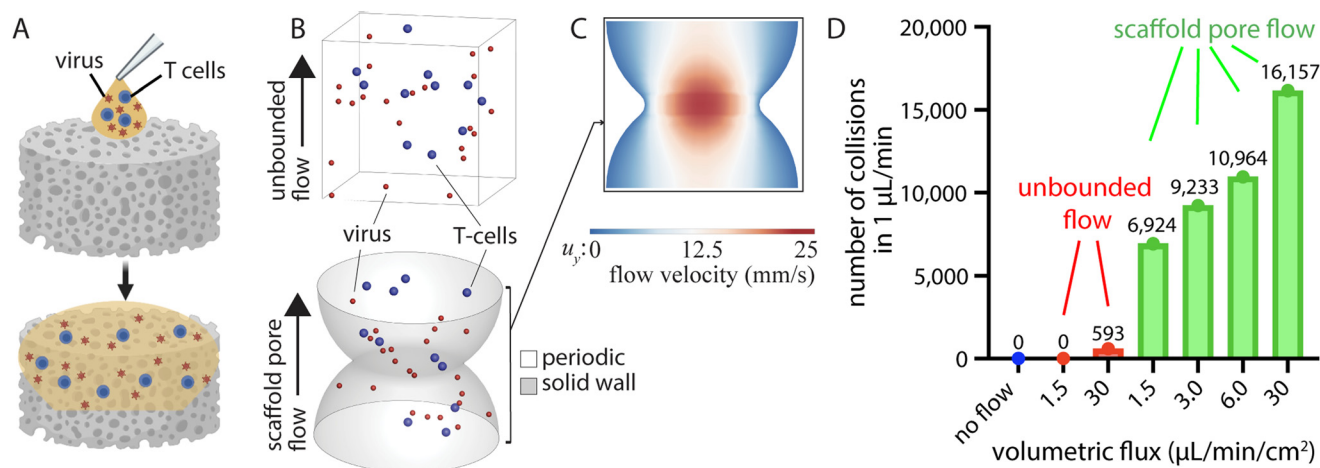 A
virus
T cells
B
unbounded
flow
virus
T-cells
scaffold pore
flow
periodic
solid wall
C
u_y: 0 12.5 25
flow velocity (mm/s)
D
number of collisions
in 1 μL/min
20,000
15,000
10,000
5,000
0
scaffold pore flow
unbounded
flow
0
0
593
6,924
9,233
10,964
16,157
no flow
1.5
30
1.5
3.0
6.0
30
volumetric flux (μL/min/cm²)